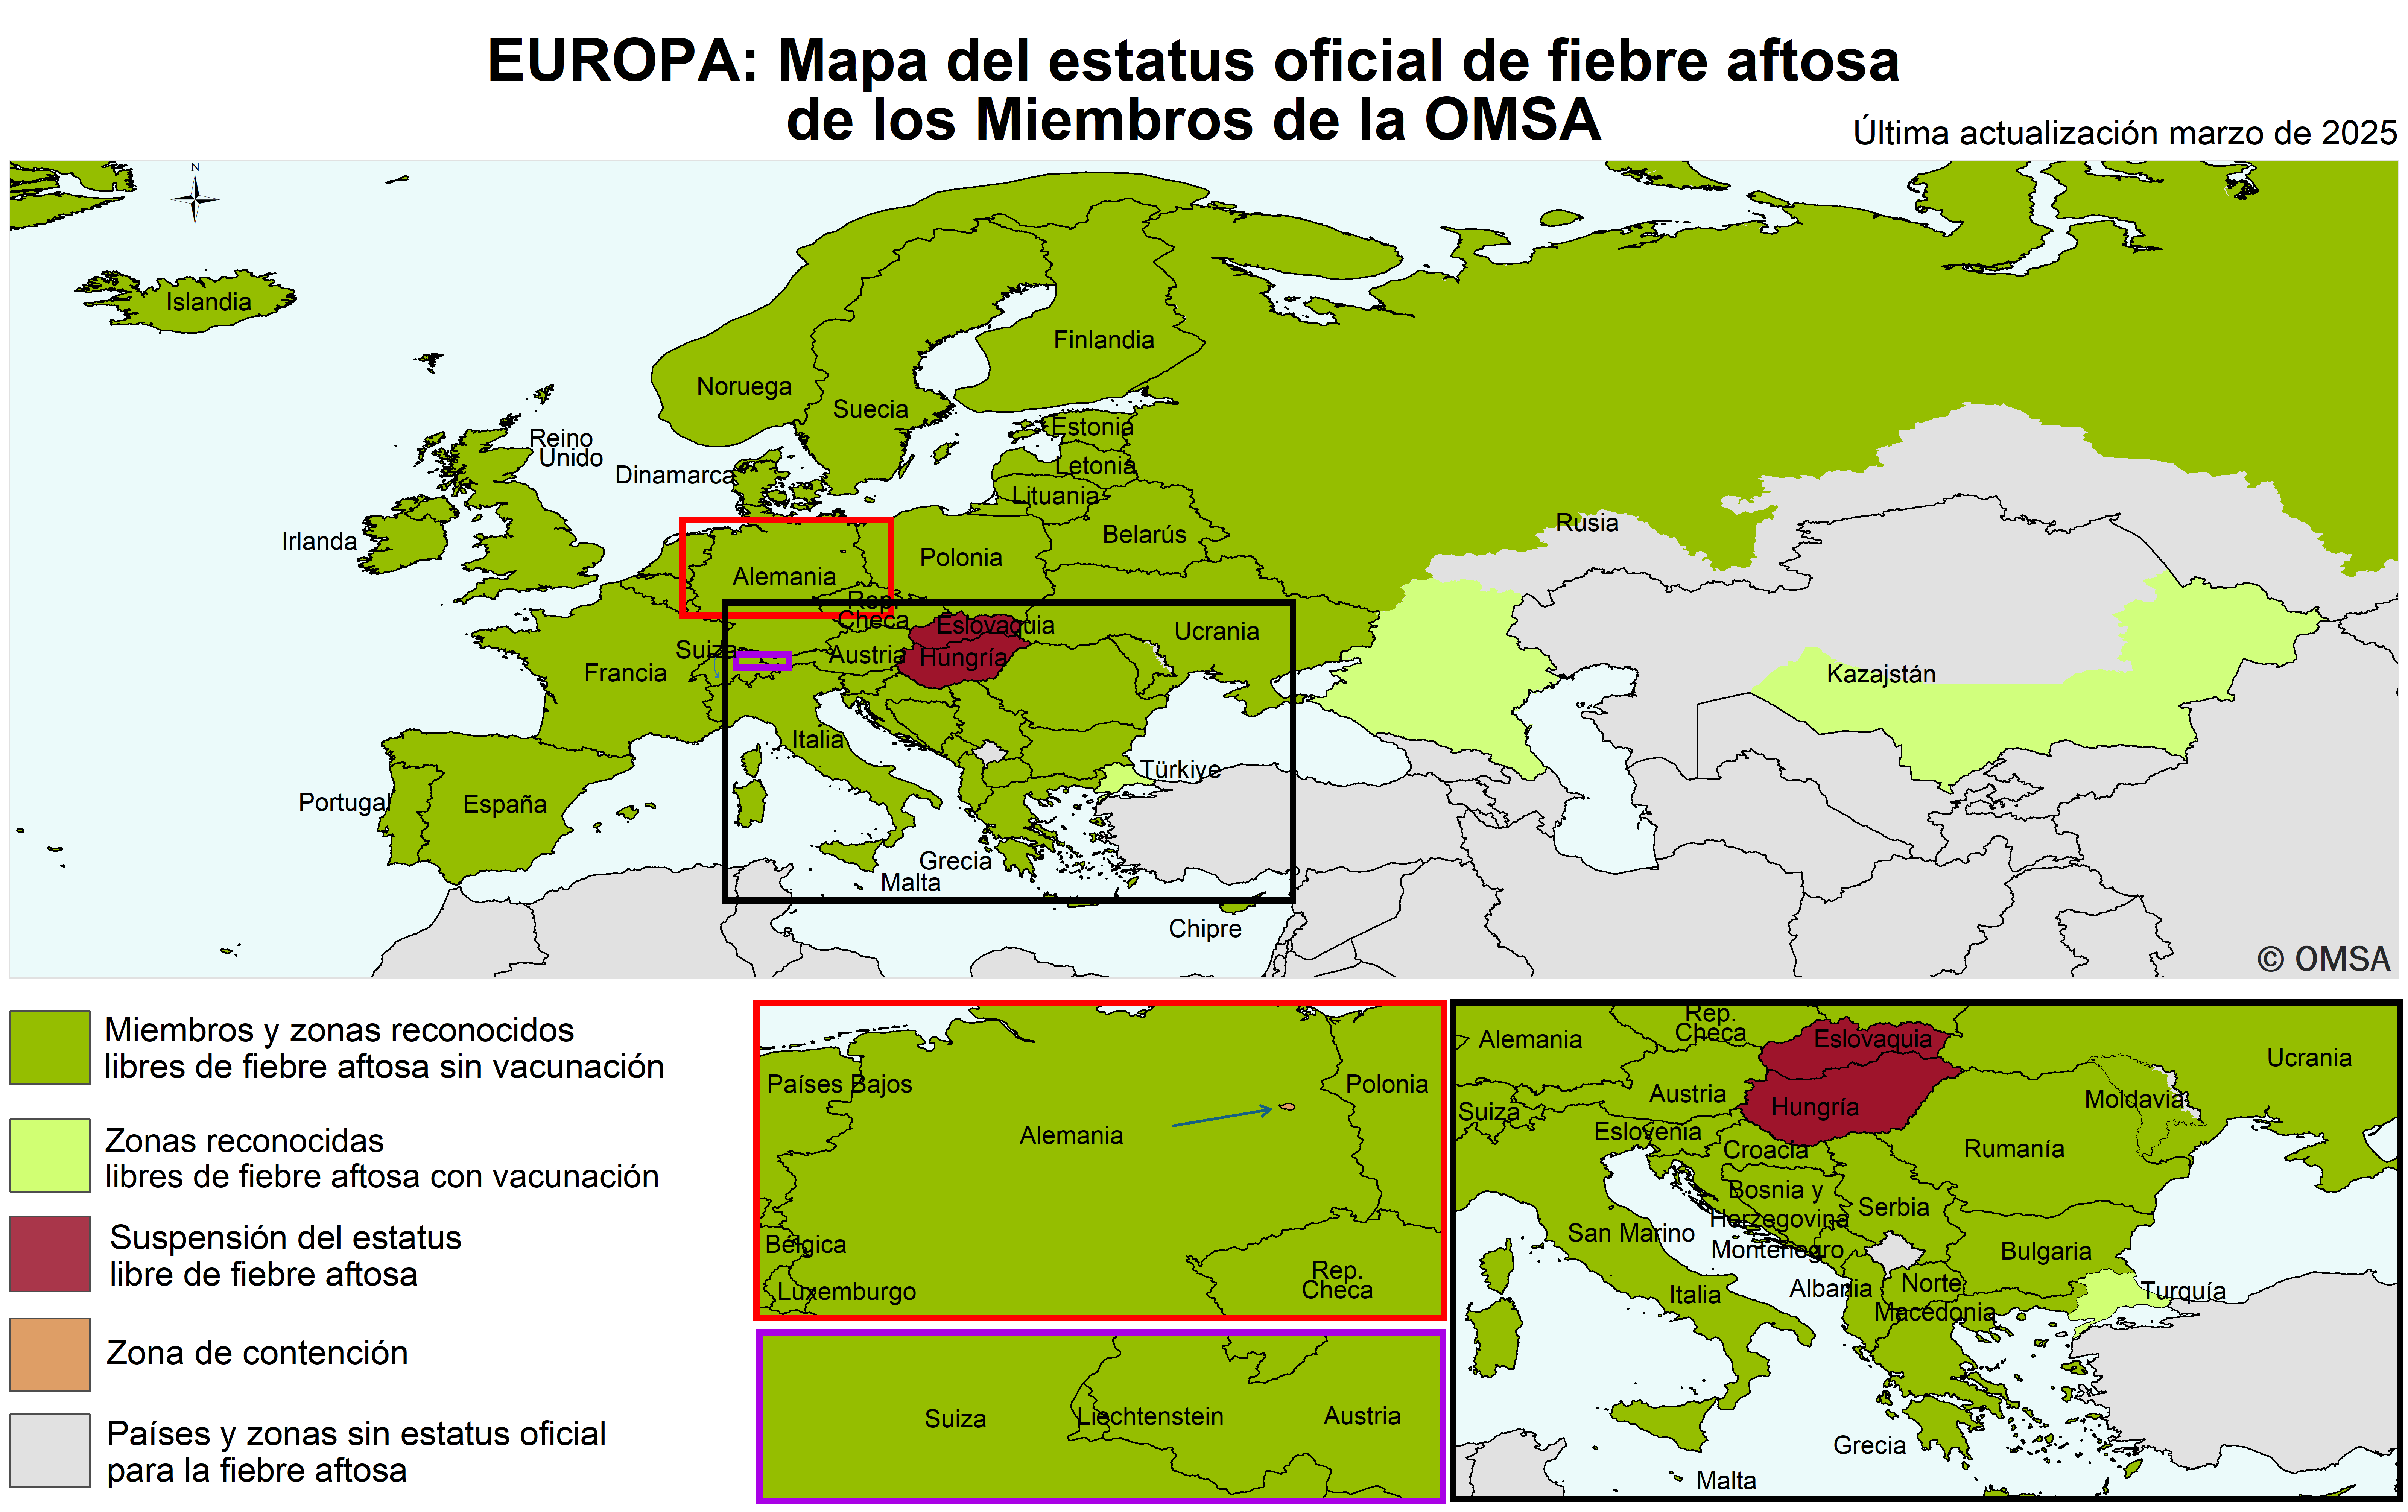 EUROPA: Mapa del estatus oficial de fiebre aftosa
de los Miembros de la OMSA
Última actualización marzo de 2025
N
Islandia
Noruega
Suecia
Finlandia
Estonia
Letonia
Lituania
Belarús
Reino
Unido
Dinamarca
Irlanda
Polonia
Alemania
Rep.
Checa
Eslovaquia
Ucrania
Rusia
Kazajstán
Suiza
Austria
Hungría
Francia
Italia
Türkiye
Portugal
España
Grecia
Malta
Chipre
© OMSA
Miembros y zonas reconocidos
libres de fiebre aftosa sin vacunación
Zonas reconocidas
libres de fiebre aftosa con vacunación
Suspensión del estatus
libre de fiebre aftosa
Zona de contención
Países y zonas sin estatus oficial
para la fiebre aftosa
Países Bajos
Polonia
Alemania
Bélgica
Luxemburgo
Rep.
Checa
Suiza
Liechtenstein
Austria
Alemania
Rep.
Checa
Eslovaquia
Ucrania
Austria
Suiza
Hungría
Moldavia
Eslovenia
Croacia
Rumanía
Bosnia y
Herzegovina
Serbia
San Marino
Montenegro
Bulgaria
Albania
Norte
Macedonia
Italia
Turquía
Grecia
Malta